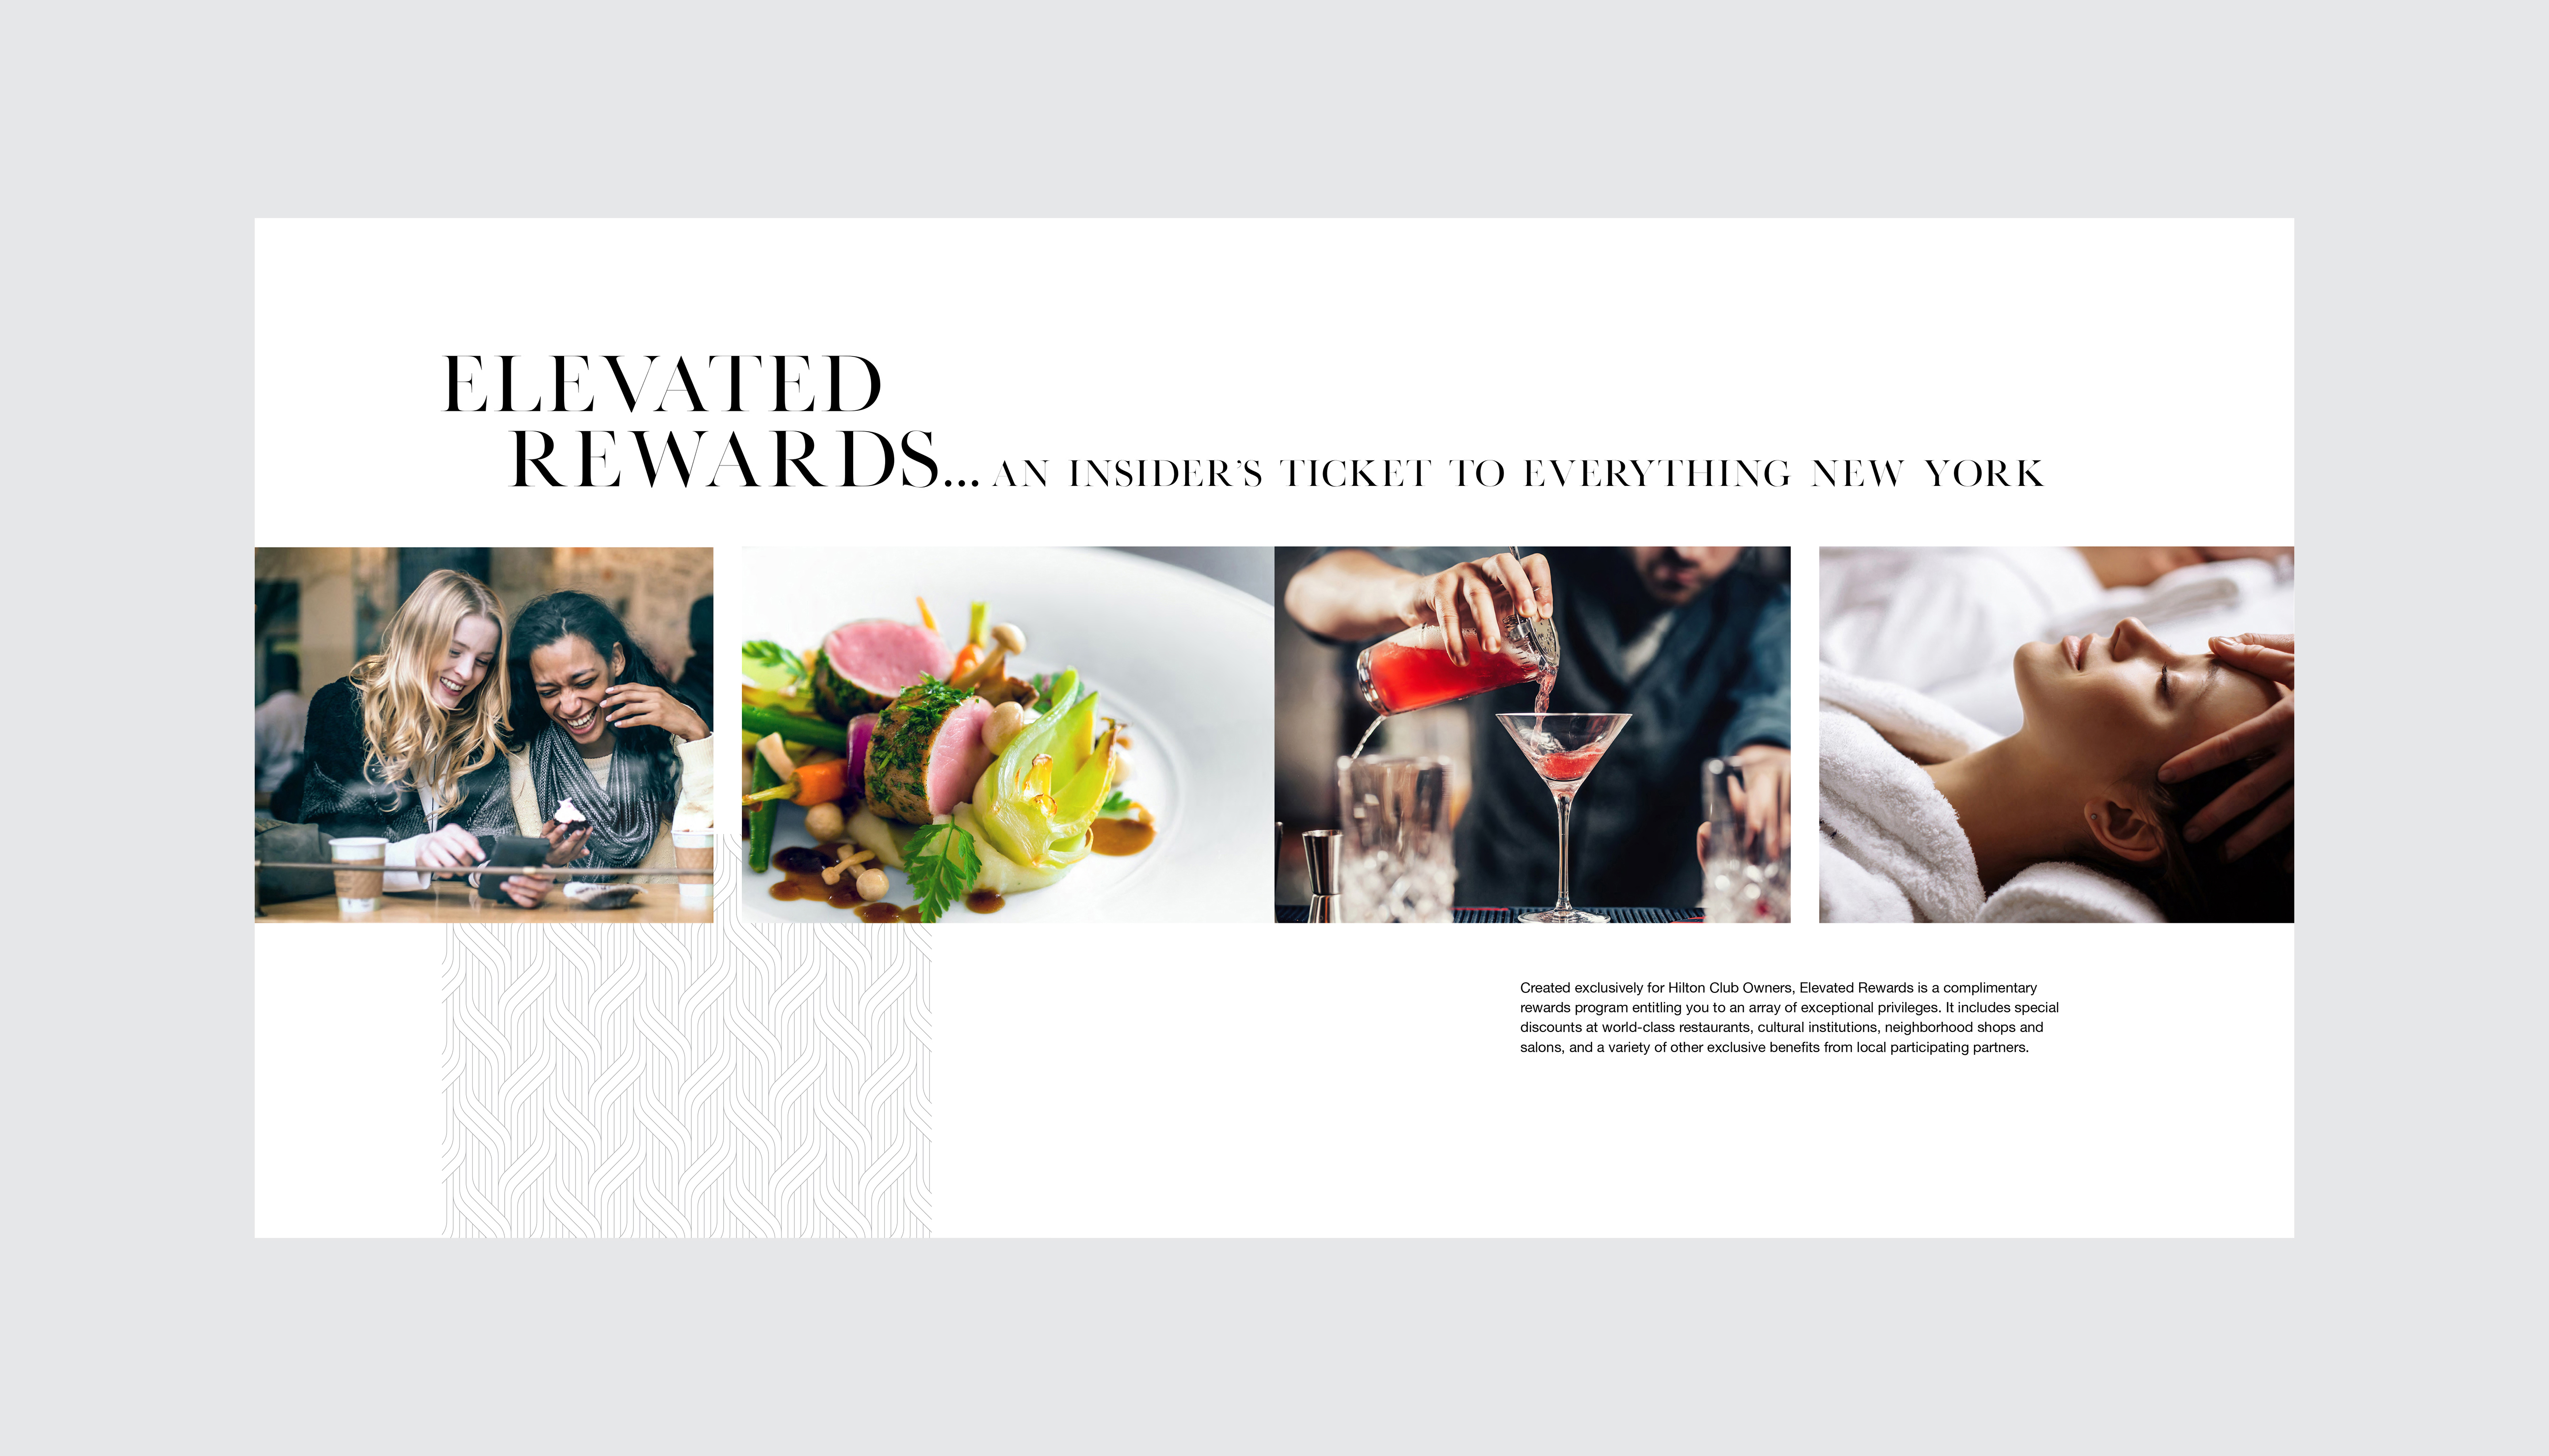 ELEVATED
REWARDS... AN INSIDER’S TICKET TO EVERYTHING NEW YORK
Created exclusively for Hilton Club Owners, Elevated Rewards is a complimentary
rewards program entitling you to an array of exceptional privileges. It includes special
discounts at world-class restaurants, cultural institutions, neighborhood shops and
salons, and a variety of other exclusive benefits from local participating partners.